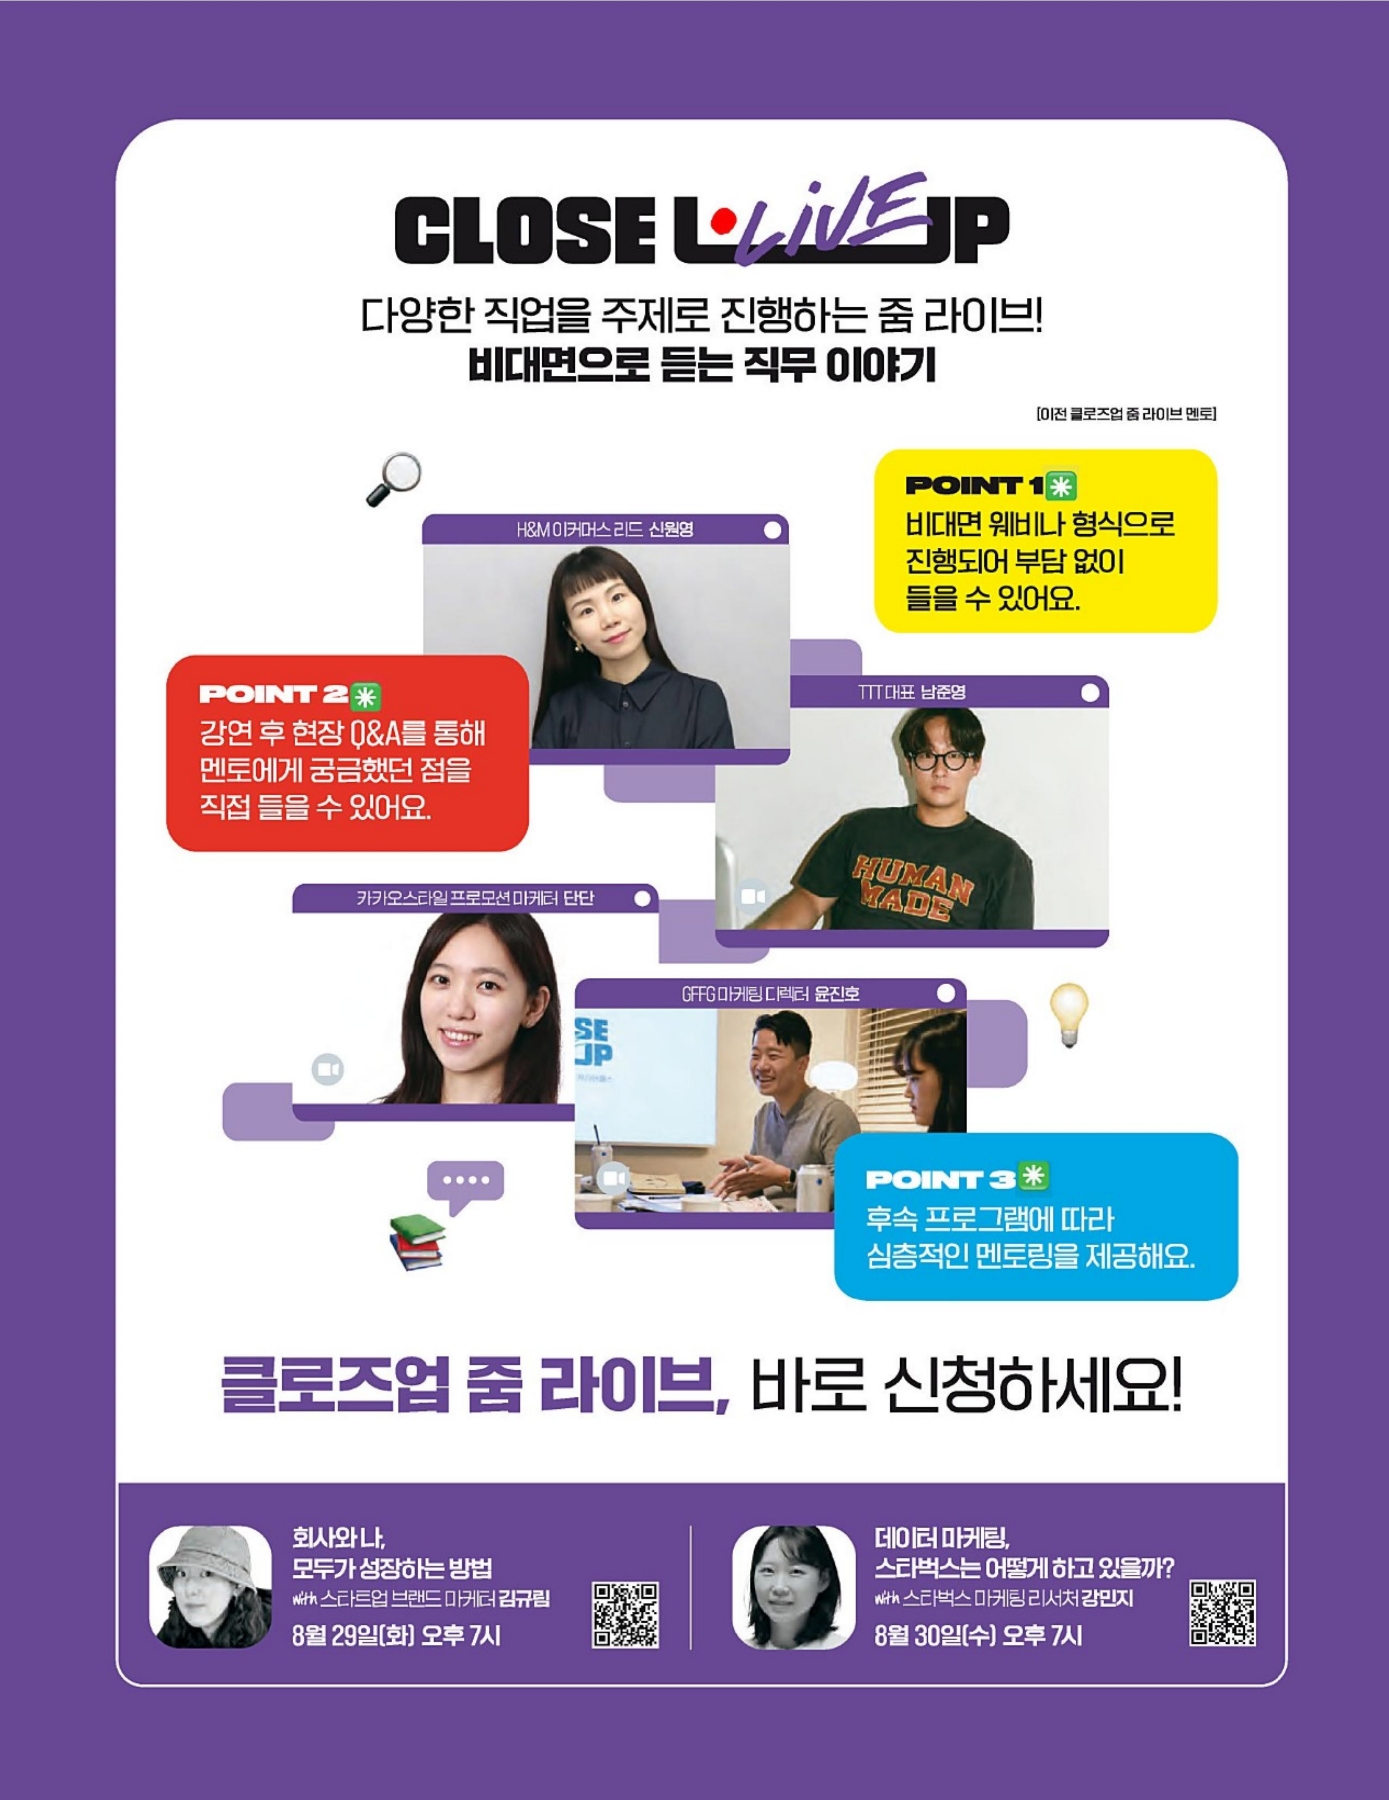 CLOSE UP LiVE
다양한 직업을 주제로 진행하는 줌 라이브!
비대면으로 듣는 직무 이야기
[이전 클로즈업 줌 라이브 멘토]
POINT 1
비대면 웨비나 형식으로
진행되어 부담 없이
들을 수 있어요.
H&M 이커머스 리드 신원영
POINT 2
강연 후 현장 Q&A를 통해
멘토에게 궁금했던 점을
직접 들을 수 있어요.
TTT 대표 남준영
HUMAN
MADE
카카오스타일 프로모션 마케터 단단
GFFG 마케팅 디렉터 윤진호
SE
UP
POINT 3
후속 프로그램에 따라
심층적인 멘토링을 제공해요.
클로즈업 줌 라이브, 바로 신청하세요!
회사와 나,
모두가 성장하는 방법
with 스타트업 브랜드 마케터 김규림
8월 29일(화) 오후 7시
데이터 마케팅,
스타벅스는 어떻게 하고 있을까?
with 스타벅스 마케팅 리서처 강민지
8월 30일(수) 오후 7시